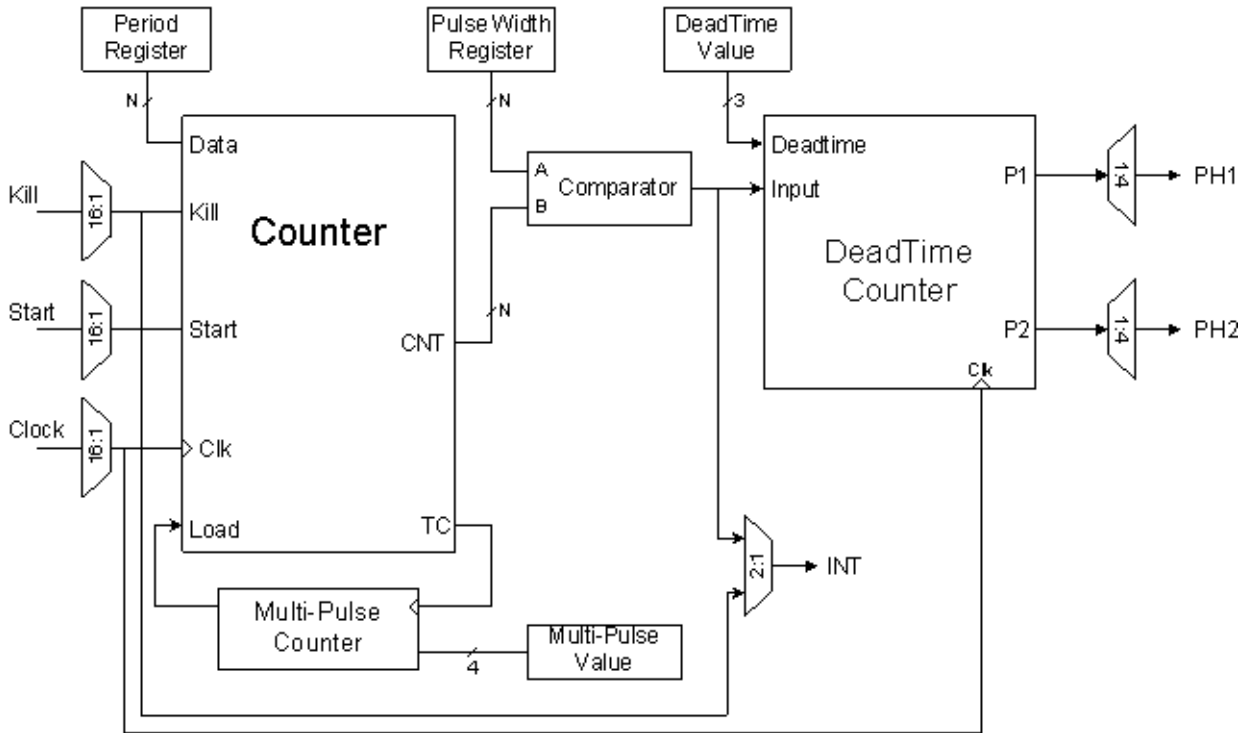 Period
Register
Pulse Width
Register
DeadTime
Value
N
N
3
Data
Kill
16:1
Kill
Counter
A
B
Comparator
Deadtime
Input
P1
1:4
PH1
DeadTime
Counter
Start
16:1
Start
CNT
N
P2
1:4
PH2
Clk
Clock
16:1
Clk
Load
TC
2:1
INT
Multi-Pulse
Counter
4
Multi-Pulse
Value